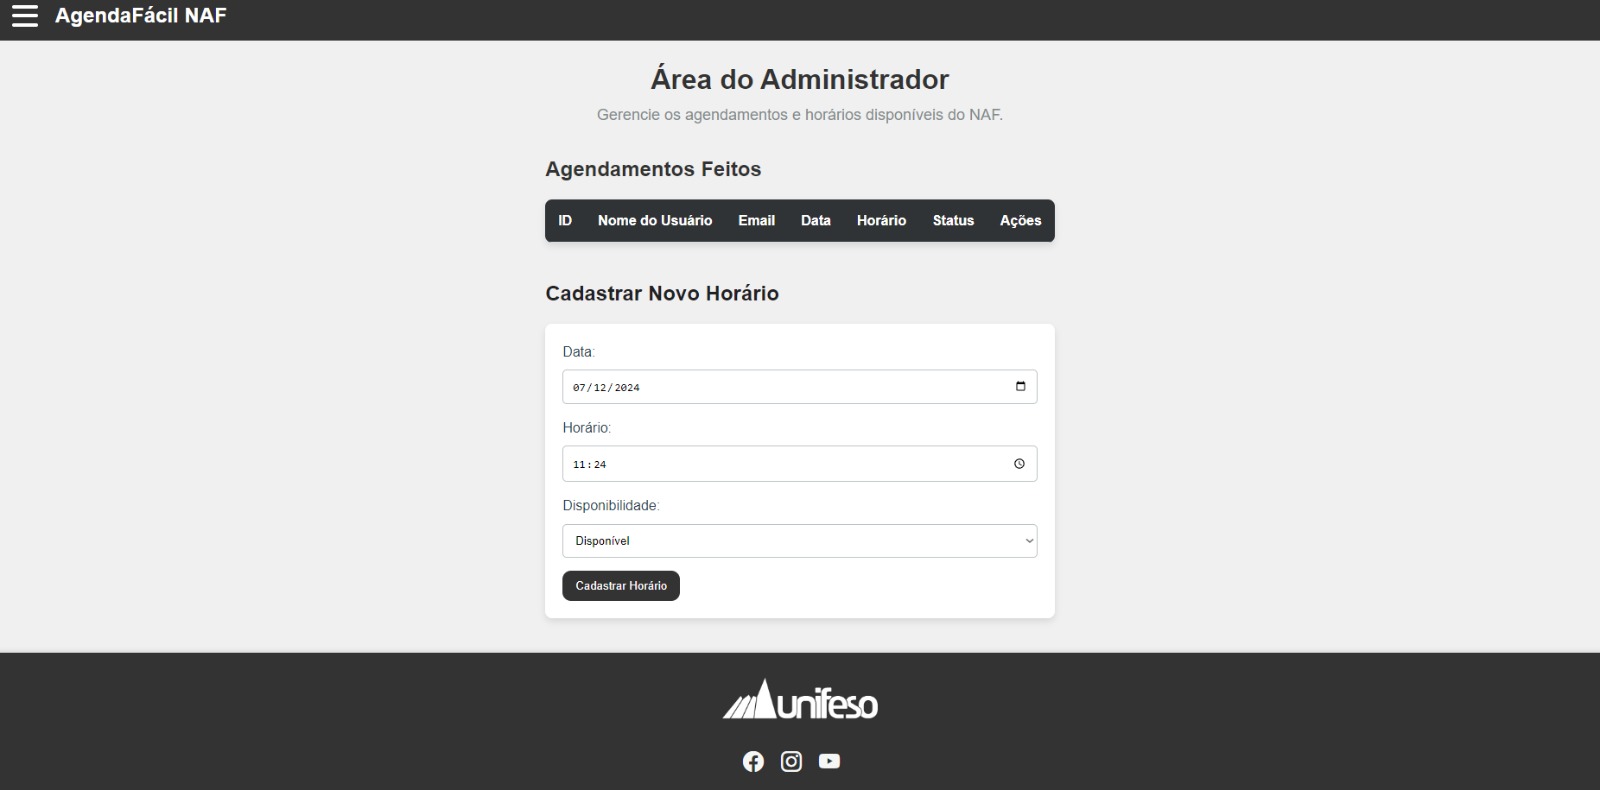 AgendaFácil NAF
Área do Administrador
Gerencie os agendamentos e horários disponíveis do NAF.
Agendamentos Feitos
ID Nome do Usuário Email Data Horário Status Ações
Cadastrar Novo Horário
Data:
07/12/2024
Horário:
11:24
Disponibilidade:
Disponível
Cadastrar Horário
unifeso